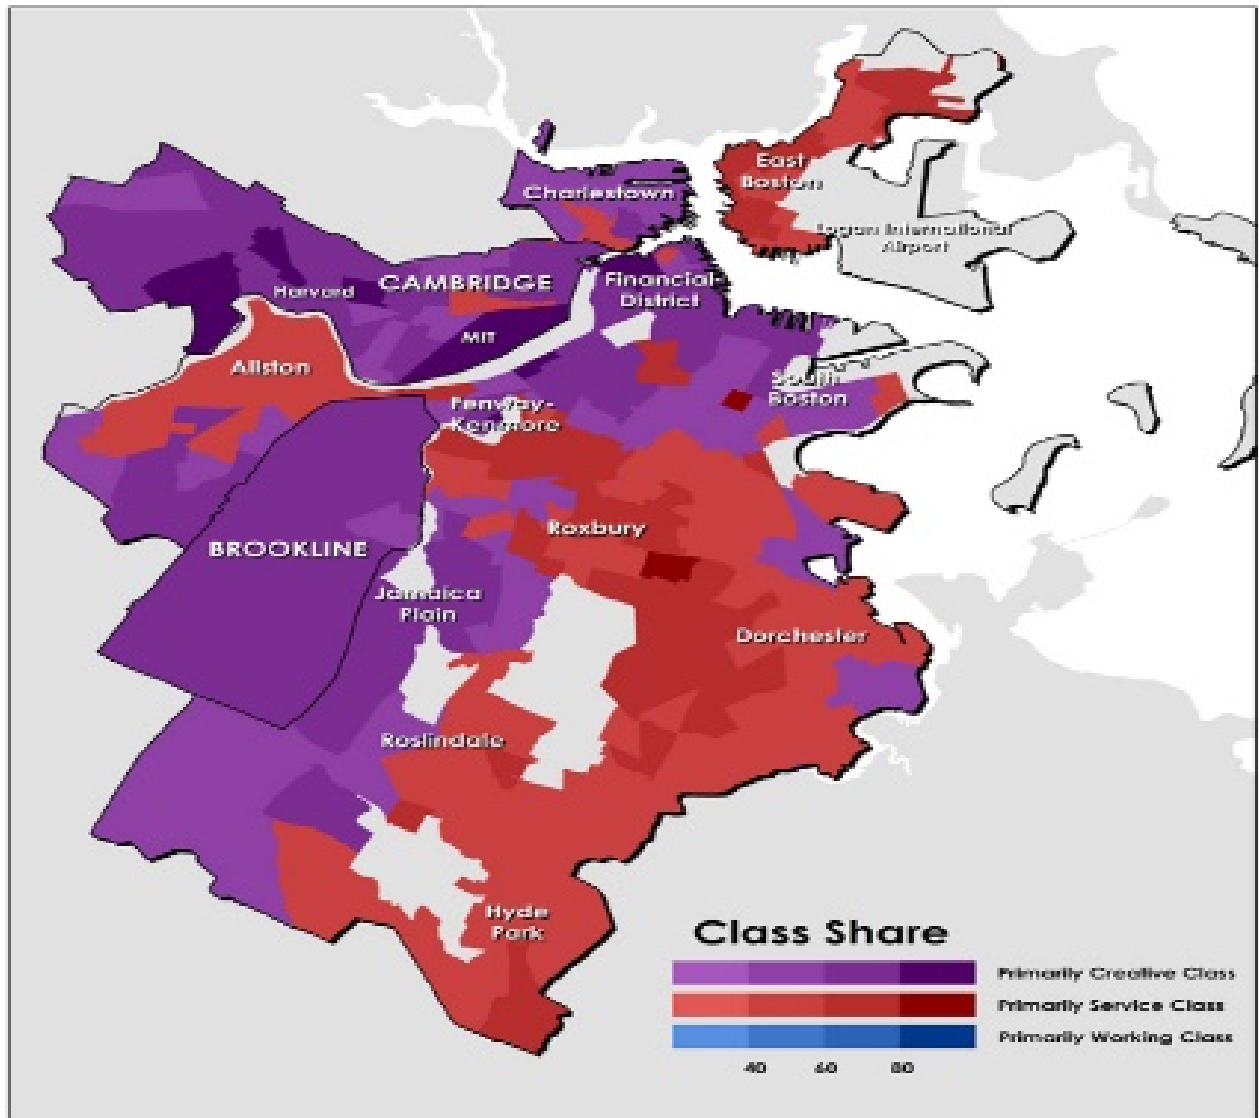 East
Boston
Charlestown
Logan International
Airport
CAMBRIDGE
Financial
District
Harvard
MIT
Allston
South
Boston
Fenway-
Kenmore
Roxbury
BROOKLINE
Jamaica
Plain
Dorchester
Roslindale
Hyde
Park
Class Share
Primarily Creative Class
Primarily Service Class
Primarily Working Class
40 60 80